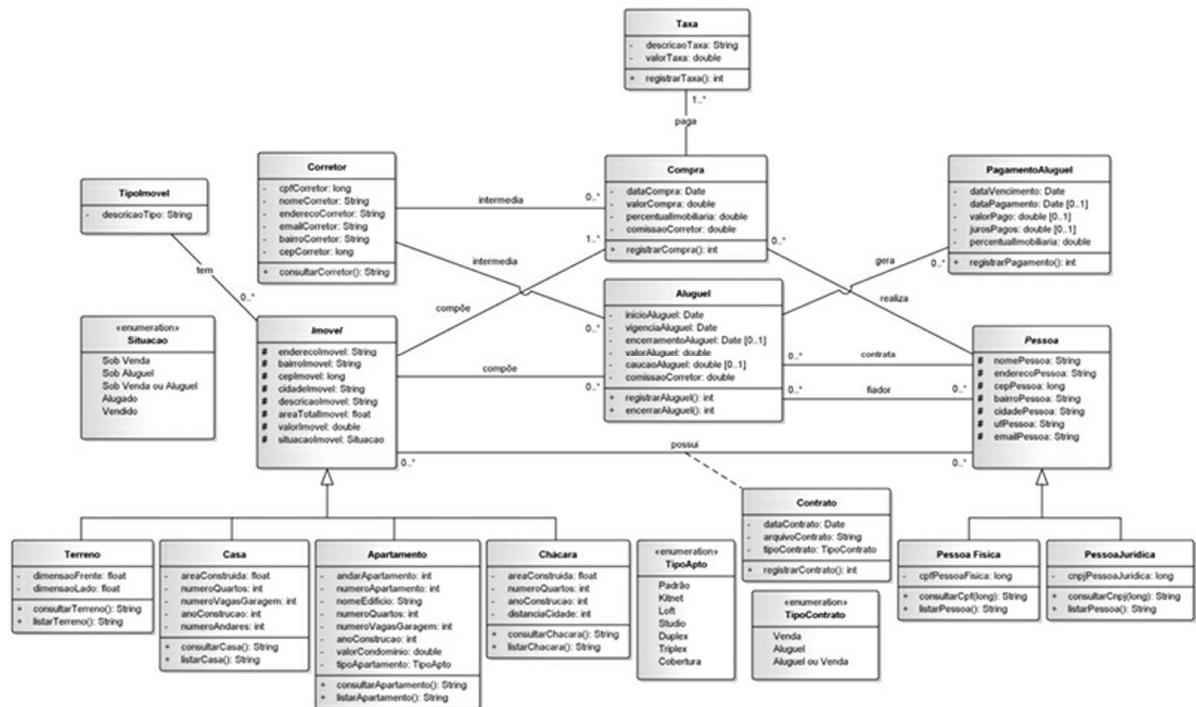 Taxa
- descricaoTaxa: String
- valorTaxa: double
+ registrarTaxa(): int
1..*
paga
TipoImovel
- descricaoTipo: String
tem
0..*
Corretor
- cpfCorretor: long
- nomeCorretor: String
- enderecoCorretor: String
- emailCorretor: String
- bairroCorretor: String
- cepCorretor: long
+ consultarCorretor(): String
intermedia
0..*
intermedia
0..*
Compra
- dataCompra: Date
- valorCompra: double
- percentualImobiliaria: double
- comissaoCorretor: double
+ registrarCompra(): int
1..*
0..*
compõe
realiza
PagamentoAluguel
- dataVencimento: Date
- dataPagamento: Date [0..1]
- valorPago: double [0..1]
- jurosPagos: double [0..1]
- percentualImobiliaria: double
+ registrarPagamento(): int
gera
0..*
«enumeration»
Situacao
Sob Venda
Sob Aluguel
Sob Venda ou Aluguel
Alugado
Vendido
Imovel
# enderecoImovel: String
# bairroImovel: String
# cepImovel: long
# cidadeImovel: String
# descricaoImovel: String
# areaTotalImovel: float
# valorImovel: double
# situacaoImovel: Situacao
compõe
0..*
Aluguel
- inicioAluguel: Date
- vigenciaAluguel: Date
- encerramentoAluguel: Date [0..1]
- valorAluguel: double
- caucaoAluguel: double [0..1]
- comissaoCorretor: double
+ registrarAluguel(): int
+ encerrarAluguel(): int
0..*
contrata
0..*
fiador
0..*
Pessoa
# nomePessoa: String
# enderecoPessoa: String
# cepPessoa: long
# bairroPessoa: String
# cidadePessoa: String
# ufPessoa: String
# emailPessoa: String
0..*
possui
0..*
Contrato
- dataContrato: Date
- arquivoContrato: String
- tipoContrato: TipoContrato
+ registrarContrato(): int
Terreno
- dimensaoFrente: float
- dimensaoLado: float
+ consultarTerreno(): String
+ listarTerreno(): String
Casa
- areaConstruida: float
- numeroQuartos: int
- numeroVagasGaragem: int
- anoConstrucao: int
- numeroAndares: int
+ consultarCasa(): String
+ listarCasa(): String
Apartamento
- andarApartamento: int
- numeroApartamento: int
- nomeEdificio: String
- numeroQuartos: int
- numeroVagasGaragem: int
- anoConstrucao: int
- valorCondominio: double
- tipoApartamento: TipoApto
+ consultarApartamento(): String
+ listarApartamento(): String
Chácara
- areaConstruida: float
- numeroQuartos: int
- anoConstrucao: int
- distanciaCidade: int
+ consultarChacara(): String
+ listarChacara(): String
«enumeration»
TipoApto
Padrão
Kitnet
Loft
Studio
Duplex
Triplex
Cobertura
«enumeration»
TipoContrato
Venda
Aluguel
Aluguel ou Venda
Pessoa Fisica
- cpfPessoaFisica: long
+ consultarCpf(long): String
+ listarPessoa(): String
PessoaJuridica
- cnpjPessoaJuridica: long
+ consultarCnpj(long): String
+ listarPessoa(): String